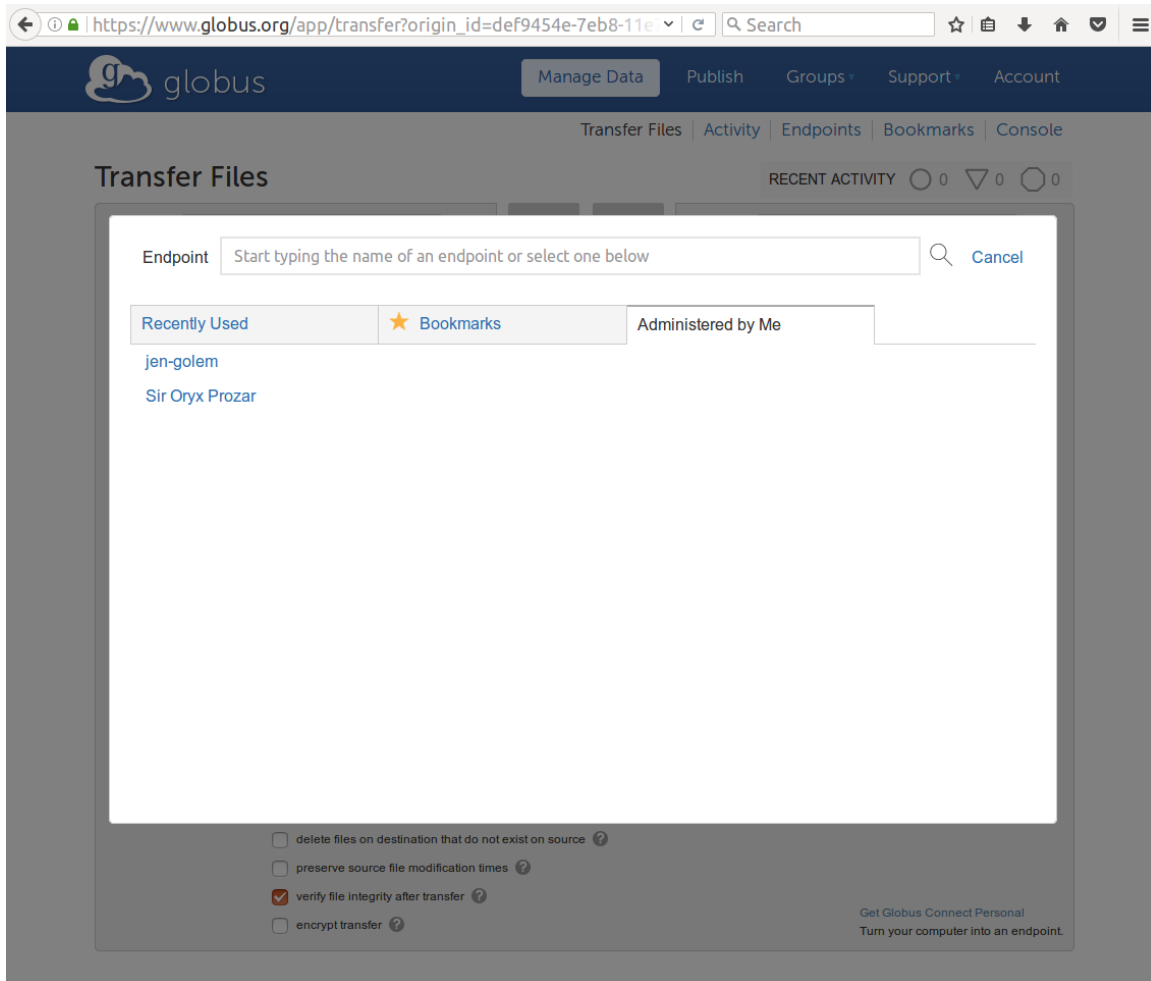 https://www.globus.org/app/transfer?origin_id=def9454e-7eb8-11e Search
globus Manage Data Publish Groups Support Account
Transfer Files Activity Endpoints Bookmarks Console
Transfer Files RECENT ACTIVITY 0 0 0
Endpoint Start typing the name of an endpoint or select one below Cancel
Recently Used Bookmarks Administered by Me
jen-golem
Sir Oryx Prozar
delete files on destination that do not exist on source ?
preserve source file modification times ?
verify file integrity after transfer ?
encrypt transfer ?
Get Globus Connect Personal
Turn your computer into an endpoint.